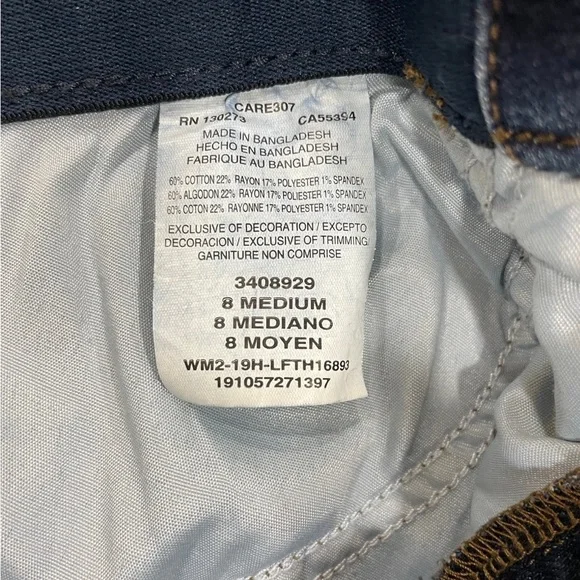 CARE307
RN 130273 CA55394
MADE IN BANGLADESH
HECHO EN BANGLADESH
FABRIQUE AU BANGLADESH
60% COTTON 22% RAYON 17% POLYESTER 1% SPANDEX
60% ALGODON 22% RAYON 17% POLYESTER 1% SPANDEX
60% COTON 22% RAYONNE 17% POLYESTER 1% SPANDEX
EXCLUSIVE OF DECORATION / EXCEPTO
DECORACION / EXCLUSIVE OF TRIMMING
GARNITURE NON COMPRISE
3408929
8 MEDIUM
8 MEDIANO
8 MOYEN
WM2-19H-LFTH16893
191057271397